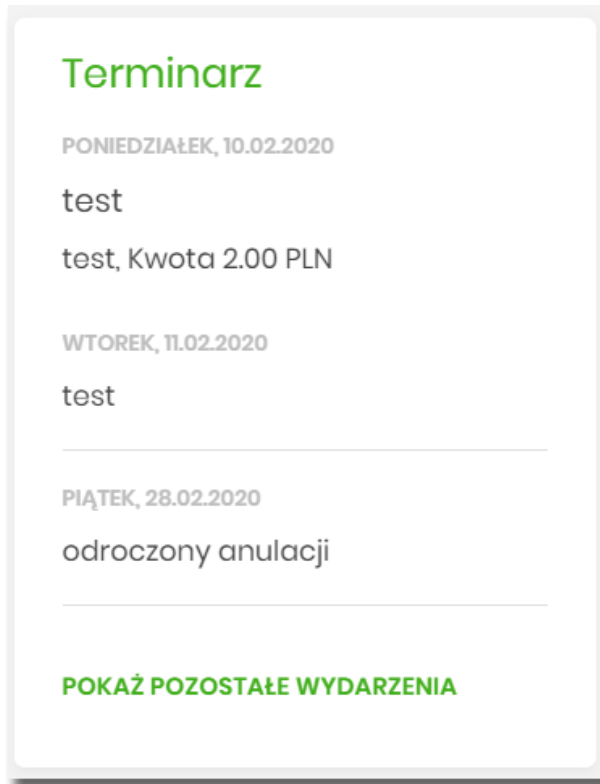 Terminarz
PONIEDZIAŁEK, 10.02.2020
test
test, Kwota 2.00 PLN
WTOREK, 11.02.2020
test
PIĄTEK, 28.02.2020
odroczony anulacji
POKAŻ POZOSTAŁE WYDARZENIA